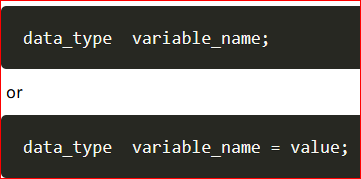 data_type  variable_name;
or
data_type  variable_name = value;